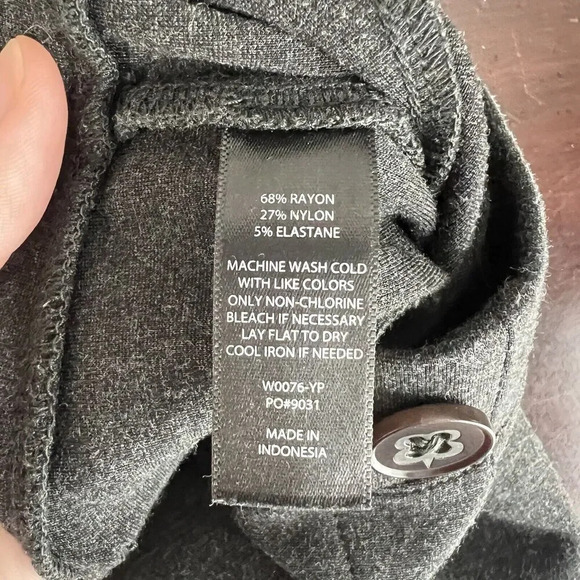 68% RAYON
27% NYLON
5% ELASTANE
MACHINE WASH COLD
WITH LIKE COLORS
ONLY NON-CHLORINE
BLEACH IF NECESSARY
LAY FLAT TO DRY
COOL IRON IF NEEDED
W0076-YP
PO#9031
MADE IN
INDONESIA